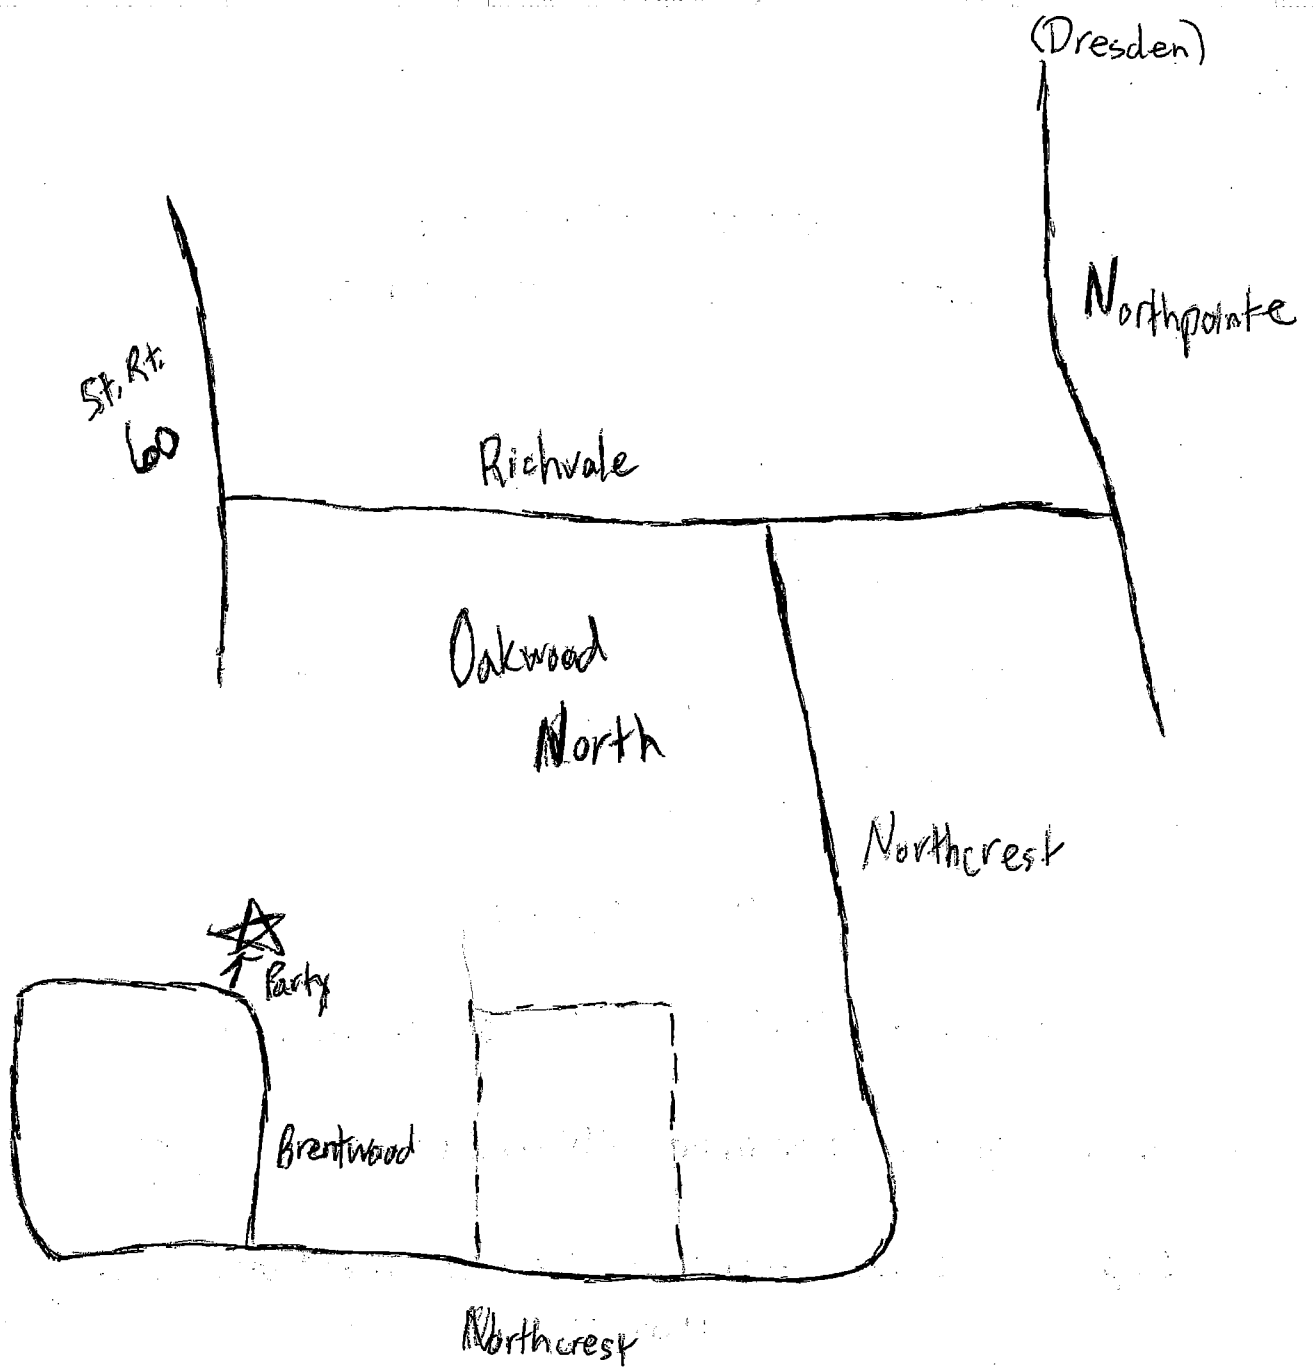 (Dresden)
Northpointe
St. Rt.
60
Richvale
Oakwood
North
Northcrest
Party
Brentwood
Northcrest